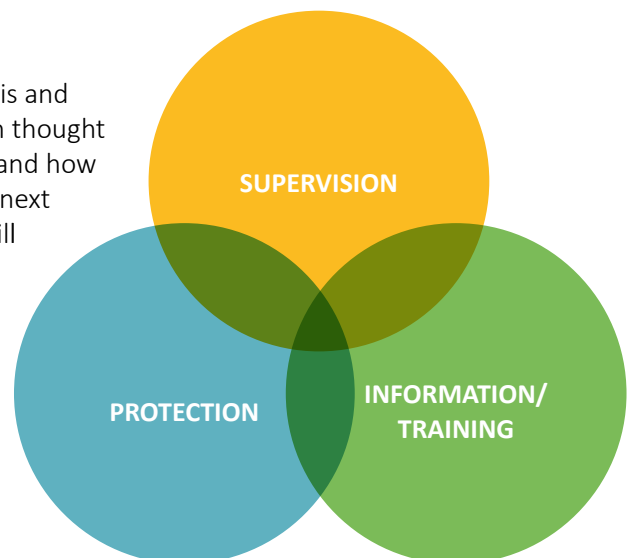 is and
n thought
and how
next
ill
SUPERVISION
PROTECTION
INFORMATION/
TRAINING